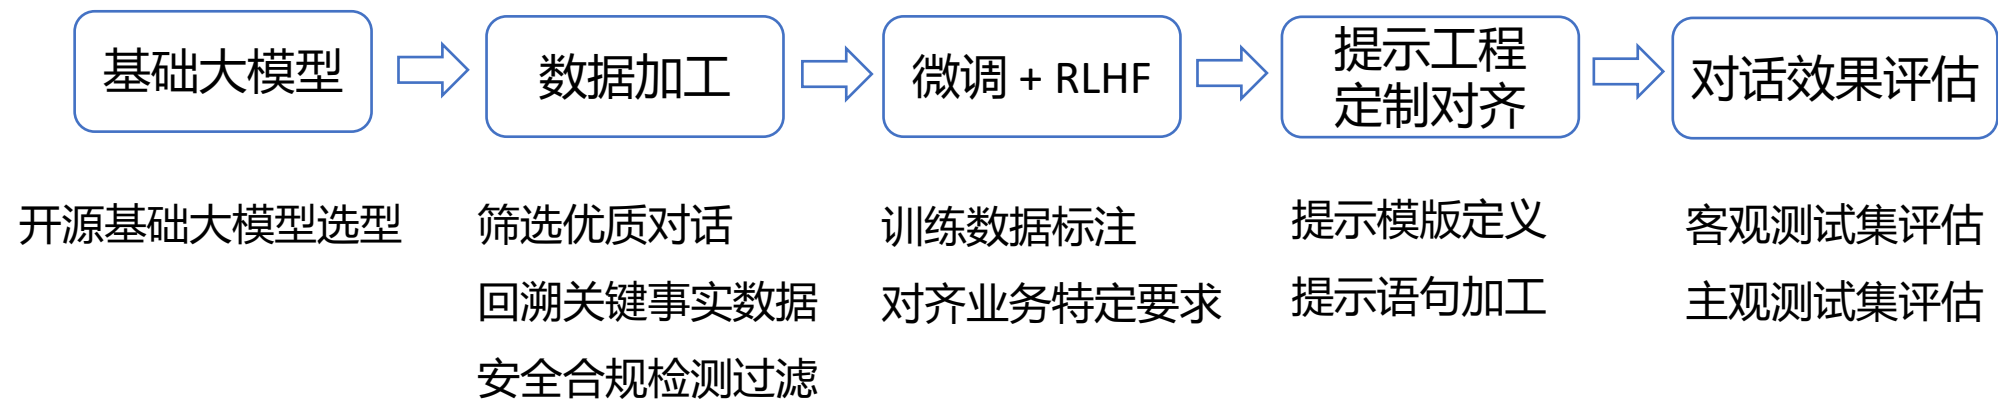 基础大模型
数据加工
微调 + RLHF
提示工程
定制对齐
对话效果评估
开源基础大模型选型
筛选优质对话
回溯关键事实数据
安全合规检测过滤
训练数据标注
对齐业务特定要求
提示模版定义
提示语句加工
客观测试集评估
主观测试集评估